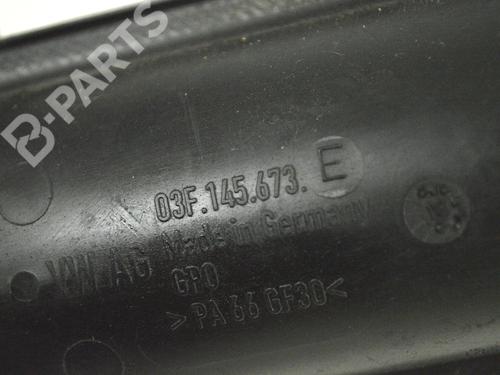 B-PARTS
03F.145.673. E
VW AG Made in Germany
GPO
>PA 66 GF30<